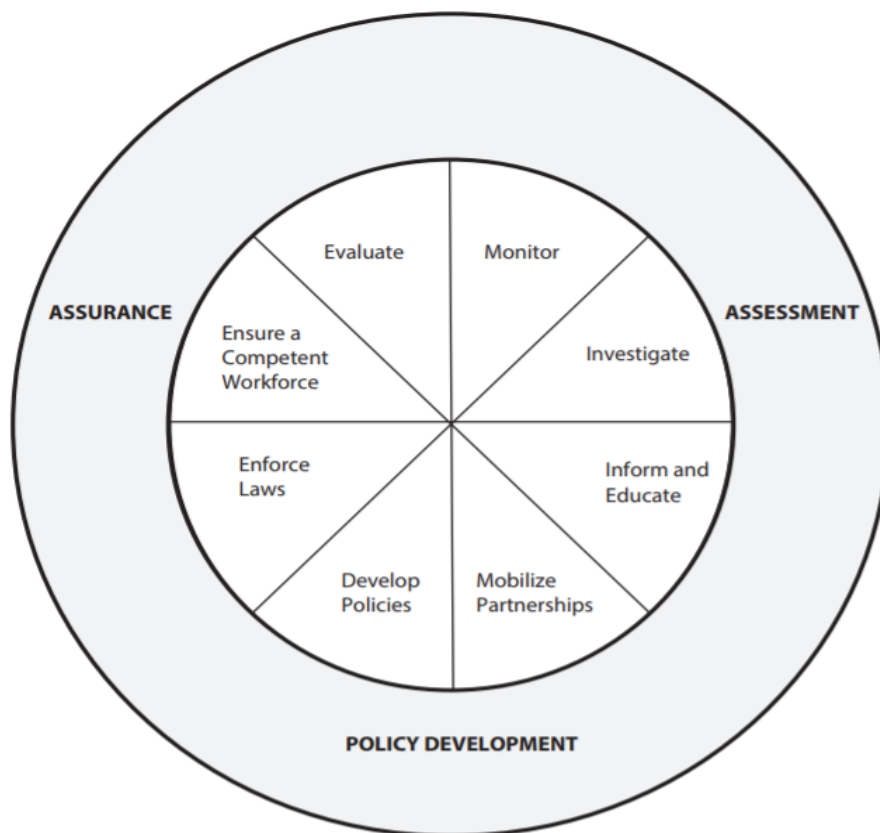 Evaluate
Monitor
ASSURANCE
ASSESSMENT
Ensure a
Competent
Workforce
Investigate
Enforce
Laws
Inform and
Educate
Develop
Policies
Mobilize
Partnerships
POLICY DEVELOPMENT